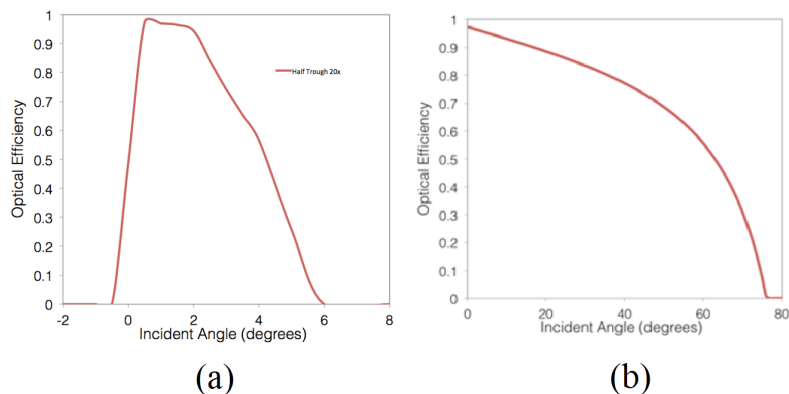 1
0.9
0.8
0.7
0.6
0.5
0.4
0.3
0.2
0.1
0
Optical Efficiency
Half Trough 20x
-2 0 2 4 6 8
Incident Angle (degrees)
(a)
1
0.9
0.8
0.7
0.6
0.5
0.4
0.3
0.2
0.1
0
Optical Efficiency
0 20 40 60 80
Incident Angle (degrees)
(b)